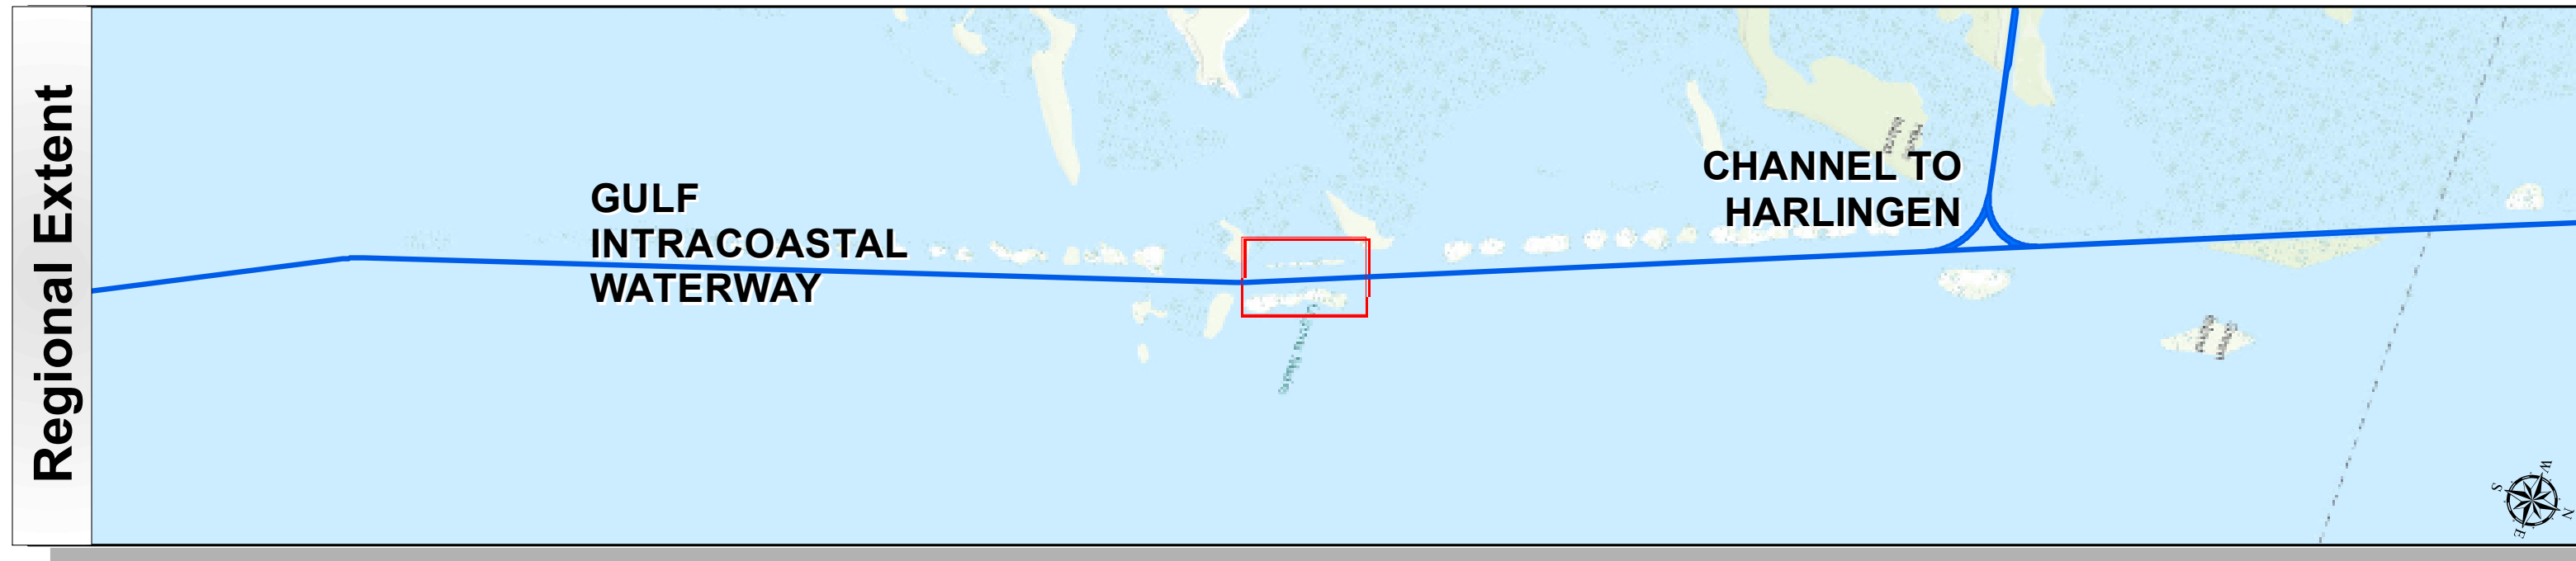 Regional Extent
GULF
INTRACOASTAL
WATERWAY
CHANNEL TO
HARLINGEN
W
S
N
E